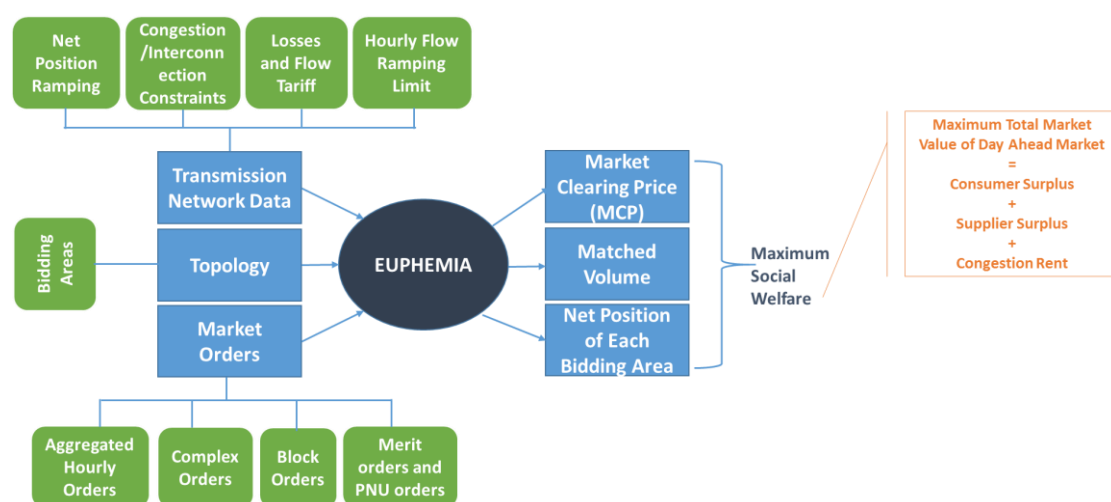 Net
Position
Ramping
Congestion
/Interconn
ection
Constraints
Losses
and Flow
Tariff
Hourly Flow
Ramping
Limit
Transmission
Network Data
Bidding
Areas
Topology
Market
Orders
Aggregated
Hourly
Orders
Complex
Orders
Block
Orders
Merit
orders and
PNU orders
EUPHEMIA
Market
Clearing Price
(MCP)
Matched
Volume
Net Position
of Each
Bidding Area
Maximum
Social
Welfare
Maximum Total Market
Value of Day Ahead Market
=
Consumer Surplus
+
Supplier Surplus
+
Congestion Rent